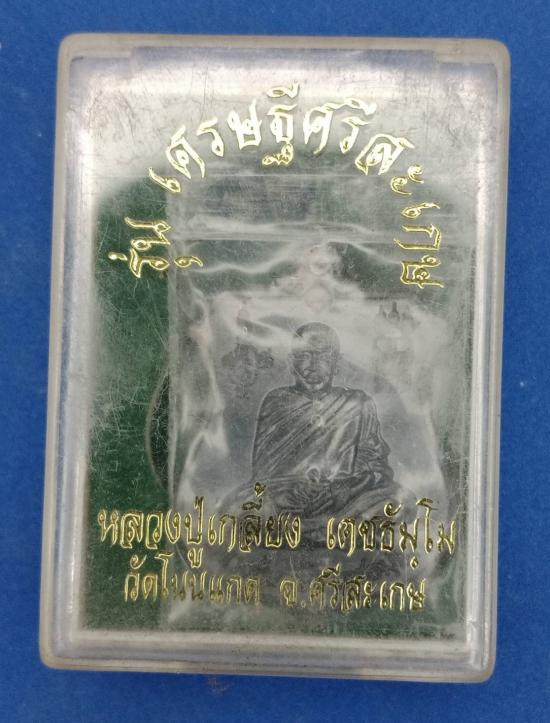 รุ่น เศรษฐีศรีสะเกษ
หลวงปู่เกลี้ยง เตชธัมฺโม
วัดโนนแกด จ.ศรีสะเกษ